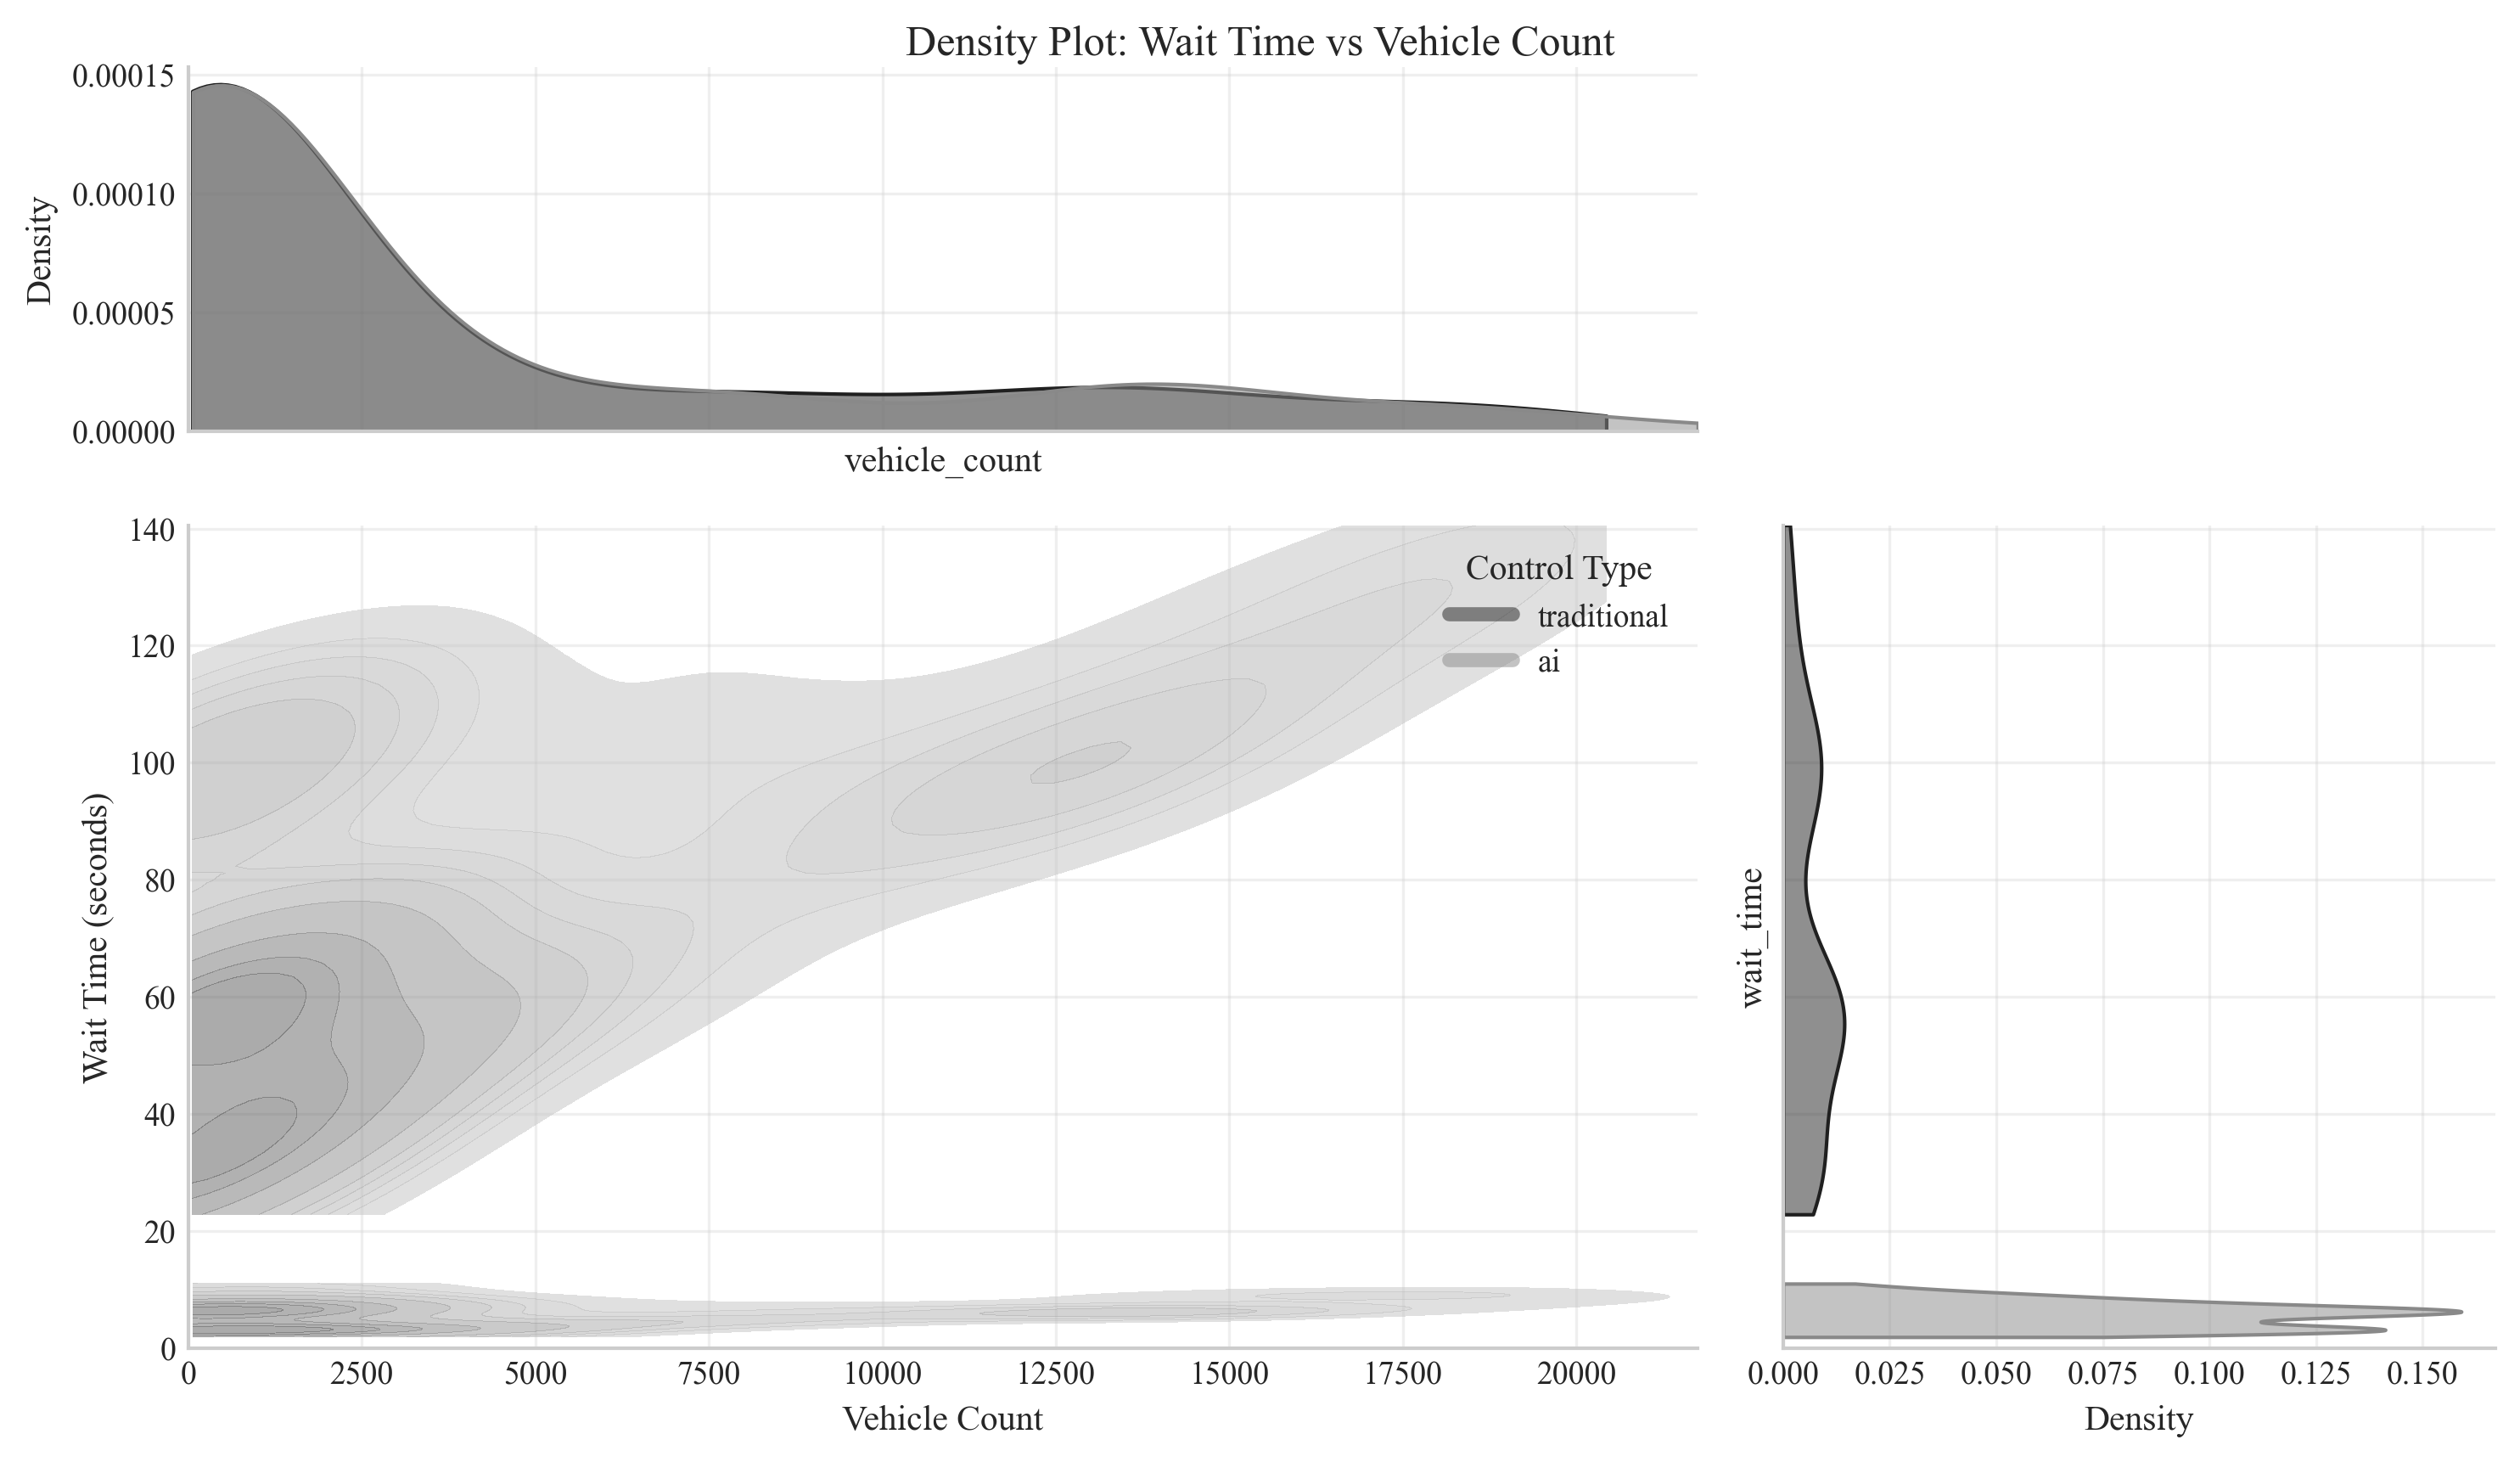 Density Plot: Wait Time vs Vehicle Count
0.00015
0.00010
0.00005
0.00000
Density
vehicle_count
140
120
100
80
60
40
20
0
Wait Time (seconds)
Control Type
traditional
ai
0 2500 5000 7500 10000 12500 15000 17500 20000
Vehicle Count
wait_time
0.000 0.025 0.050 0.075 0.100 0.125 0.150
Density